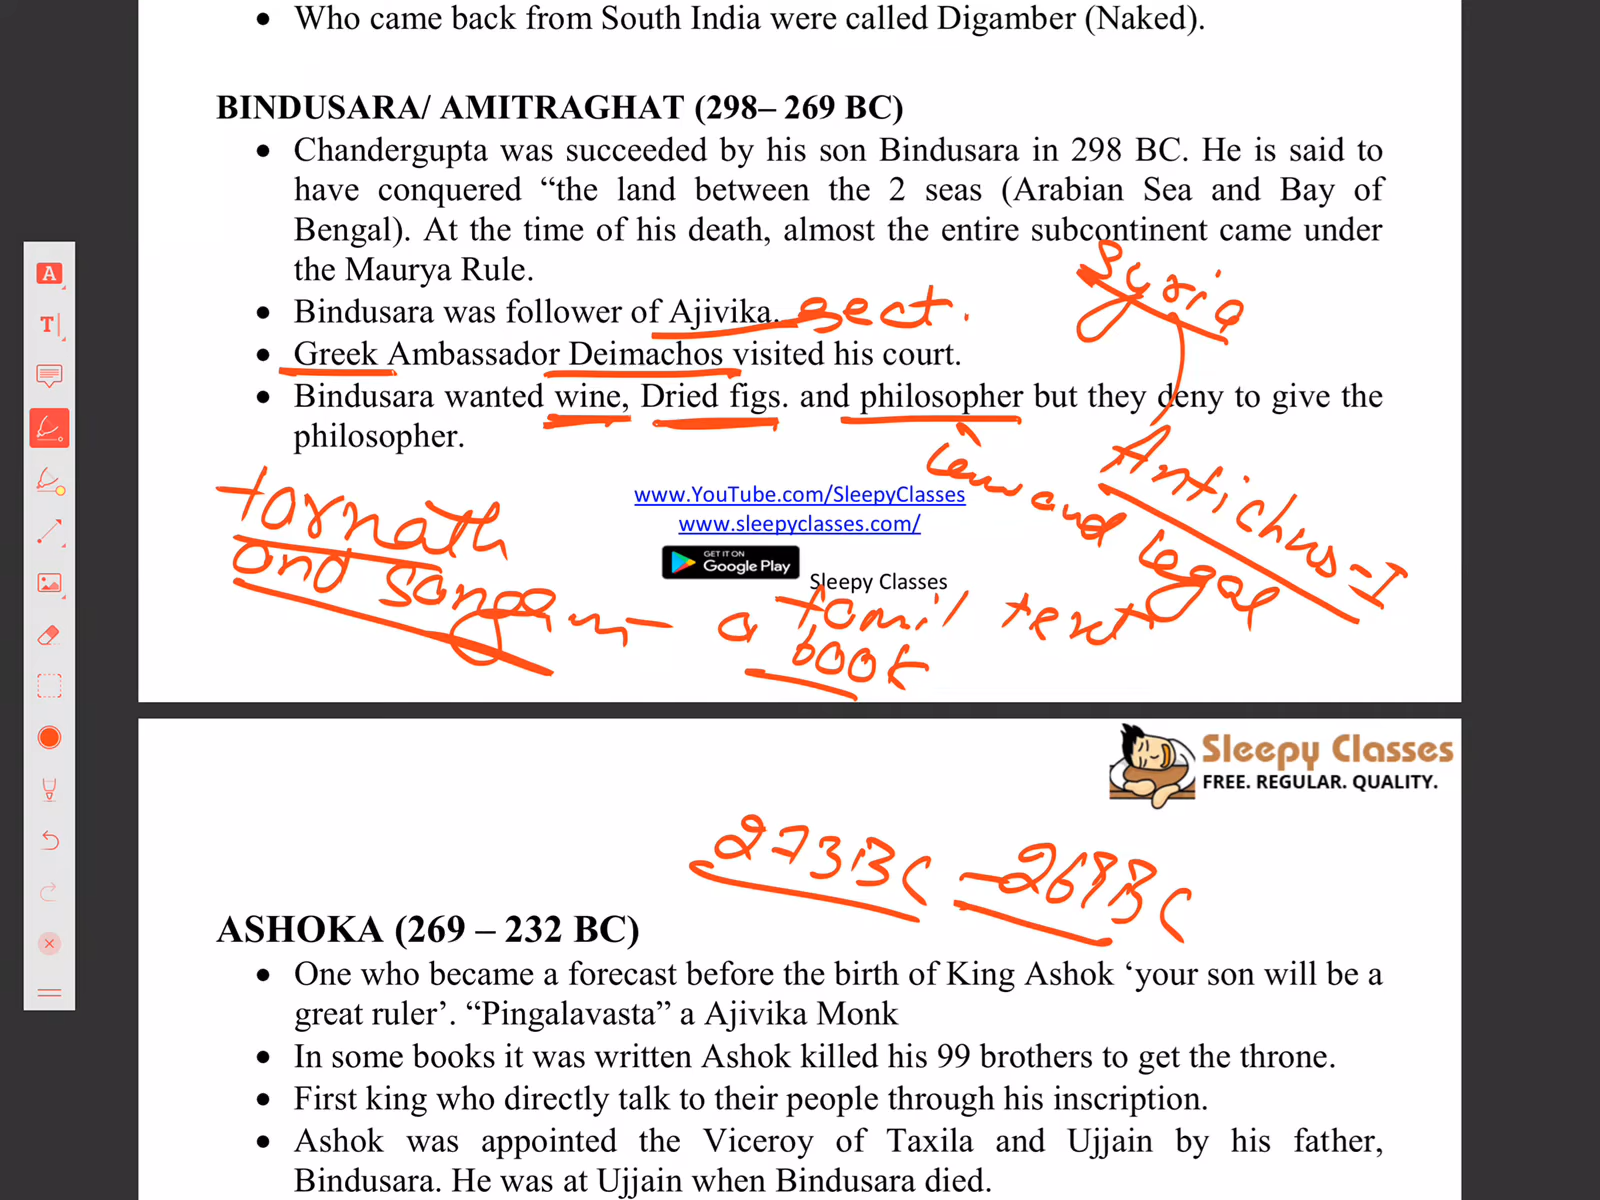 • Who came back from South India were called Digamber (Naked).
BINDUSARA/ AMITRAGHAT (298– 269 BC)
• Chandergupta was succeeded by his son Bindusara in 298 BC. He is said to
have conquered “the land between the 2 seas (Arabian Sea and Bay of
Bengal). At the time of his death, almost the entire subcontinent came under
the Maurya Rule.
Syria
• Bindusara was follower of Ajivika. sect.
• Greek Ambassador Deimachos visited his court.
• Bindusara wanted wine, Dried figs. and philosopher but they deny to give the
philosopher.
Antichus-I
and legal
tarnath
and sangam - a tamil text
book
www.YouTube.com/SleepyClasses
www.sleepyclasses.com/
GET IT ON
Google Play
Sleepy Classes
Sleepy Classes
FREE. REGULAR. QUALITY.
273BC - 269BC
ASHOKA (269 – 232 BC)
• One who became a forecast before the birth of King Ashok ‘your son will be a
great ruler’. “Pingalavasta” a Ajivika Monk
• In some books it was written Ashok killed his 99 brothers to get the throne.
• First king who directly talk to their people through his inscription.
• Ashok was appointed the Viceroy of Taxila and Ujjain by his father,
Bindusara. He was at Ujjain when Bindusara died.
A
T